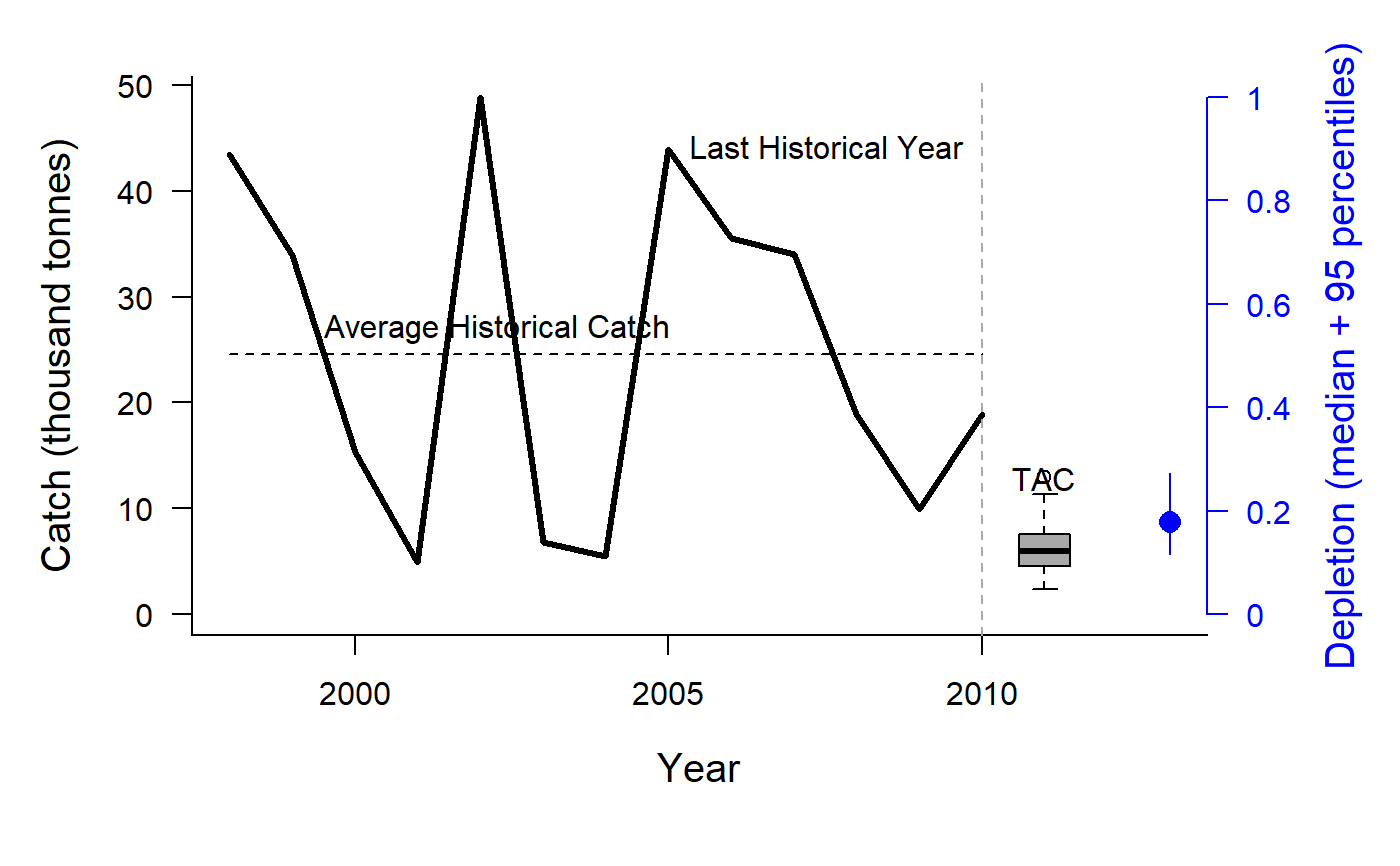 50
40
30
20
10
0
Catch (thousand tonnes)
Last Historical Year
Average Historical Catch
TAC
1
0.8
0.6
0.4
0.2
0
Depletion (median + 95 percentiles)
2000
2005
2010
Year